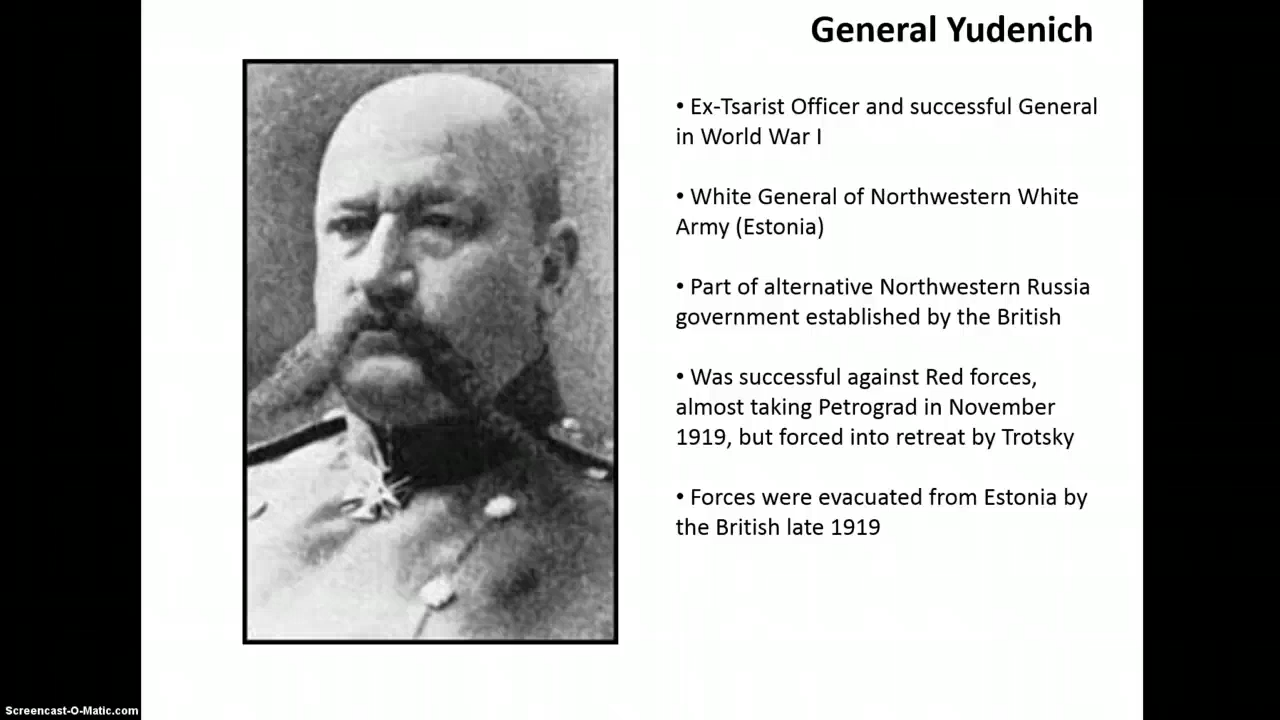 General Yudenich
• Ex-Tsarist Officer and successful General
in World War I
• White General of Northwestern White
Army (Estonia)
• Part of alternative Northwestern Russia
government established by the British
• Was successful against Red forces,
almost taking Petrograd in November
1919, but forced into retreat by Trotsky
• Forces were evacuated from Estonia by
the British late 1919
Screencast-O-Matic.com